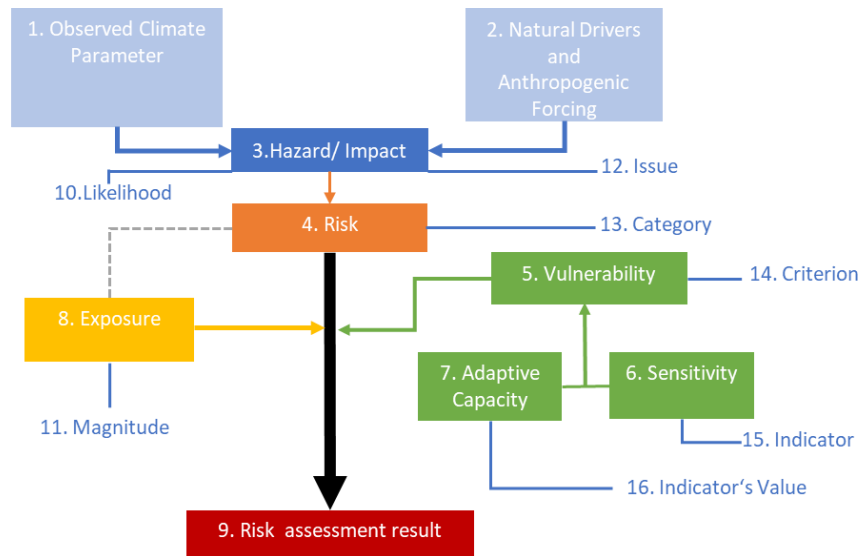 1. Observed Climate
Parameter
2. Natural Drivers
and
Anthropogenic
Forcing
3.Hazard/ Impact
10.Likelihood
12. Issue
4. Risk
13. Category
5. Vulnerability
14. Criterion
8. Exposure
7. Adaptive
Capacity
6. Sensitivity
11. Magnitude
15. Indicator
16. Indicator‘s Value
9. Risk assessment result